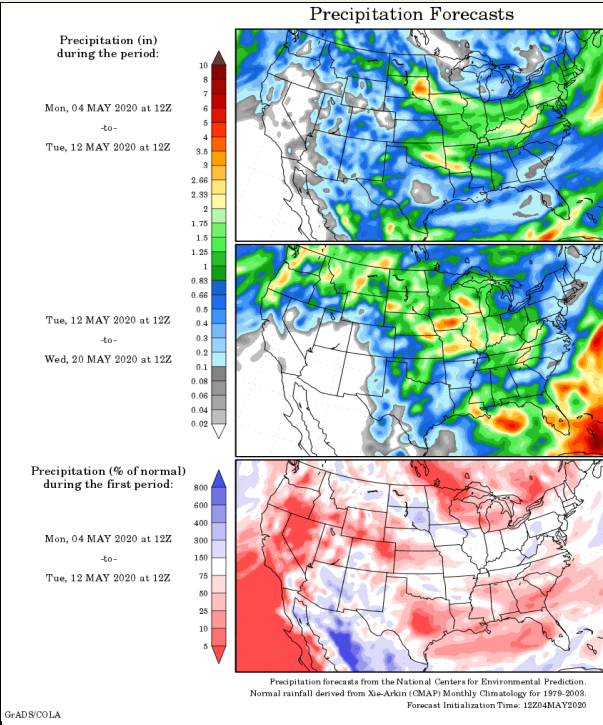 Precipitation Forecasts
Precipitation (in)
during the period:
Mon, 04 MAY 2020 at 12Z
-to-
Tue, 12 MAY 2020 at 12Z
10
8
7
6
5
4
3.5
3
2.66
2.33
2
1.75
1.5
1.25
1
0.83
0.66
0.5
0.4
0.3
0.2
0.1
0.08
0.06
0.04
0.02
Tue, 12 MAY 2020 at 12Z
-to-
Wed, 20 MAY 2020 at 12Z
Precipitation (% of normal)
during the first period:
Mon, 04 MAY 2020 at 12Z
-to-
Tue, 12 MAY 2020 at 12Z
800
600
400
300
150
75
50
25
10
5
Precipitation forecasts from the National Centers for Environmental Prediction.
Normal rainfall derived from Xie-Arkin (CMAP) Monthly Climatology for 1979-2003.
Forecast Initialization Time: 12Z04MAY2020
GrADS/COLA